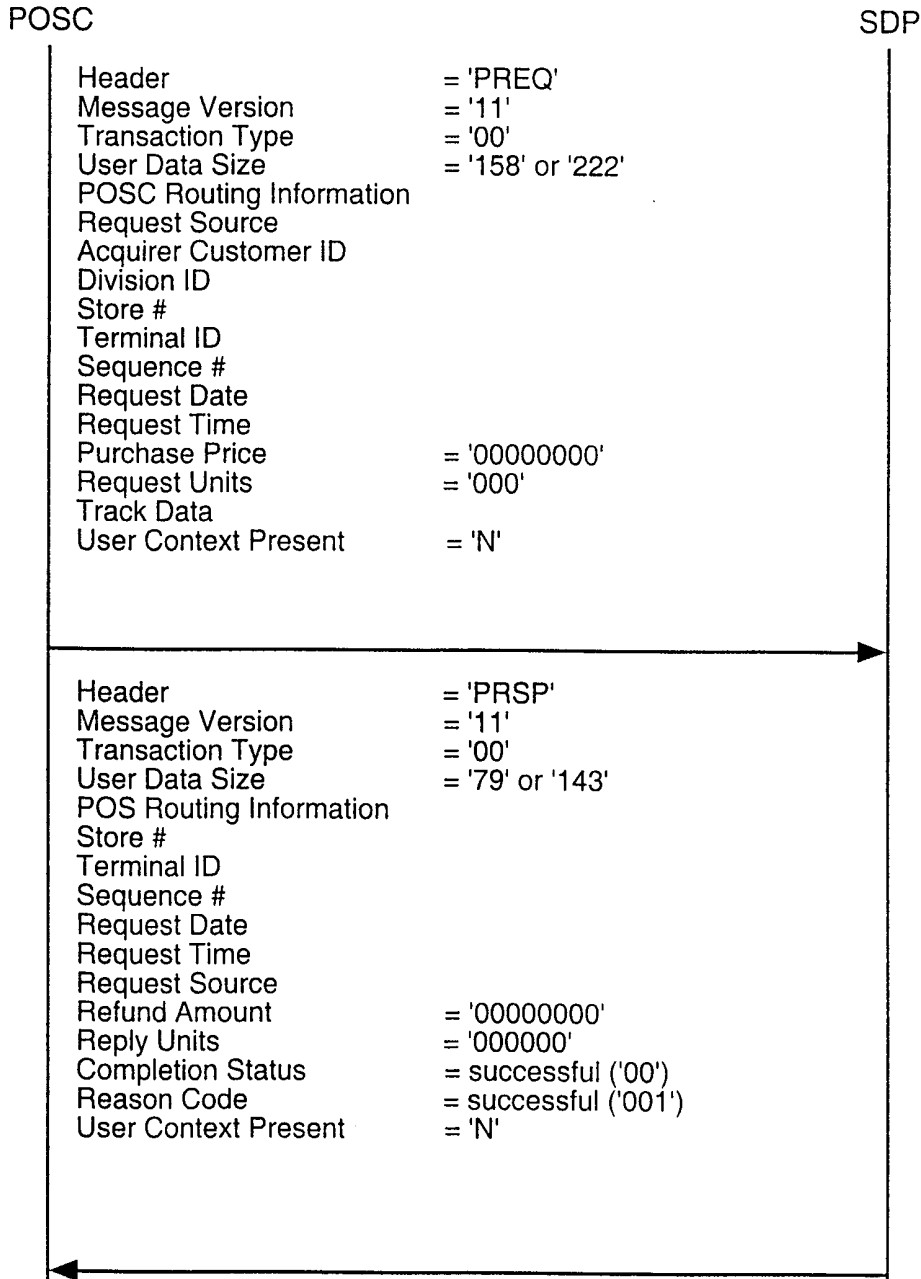 POSC SDP
Header = 'PREQ'
Message Version = '11'
Transaction Type = '00'
User Data Size = '158' or '222'
POSC Routing Information
Request Source
Acquirer Customer ID
Division ID
Store #
Terminal ID
Sequence #
Request Date
Request Time
Purchase Price = '00000000'
Request Units = '000'
Track Data
User Context Present = 'N'
Header = 'PRSP'
Message Version = '11'
Transaction Type = '00'
User Data Size = '79' or '143'
POS Routing Information
Store #
Terminal ID
Sequence #
Request Date
Request Time
Request Source
Refund Amount = '00000000'
Reply Units = '000000'
Completion Status = successful ('00')
Reason Code = successful ('001')
User Context Present = 'N'